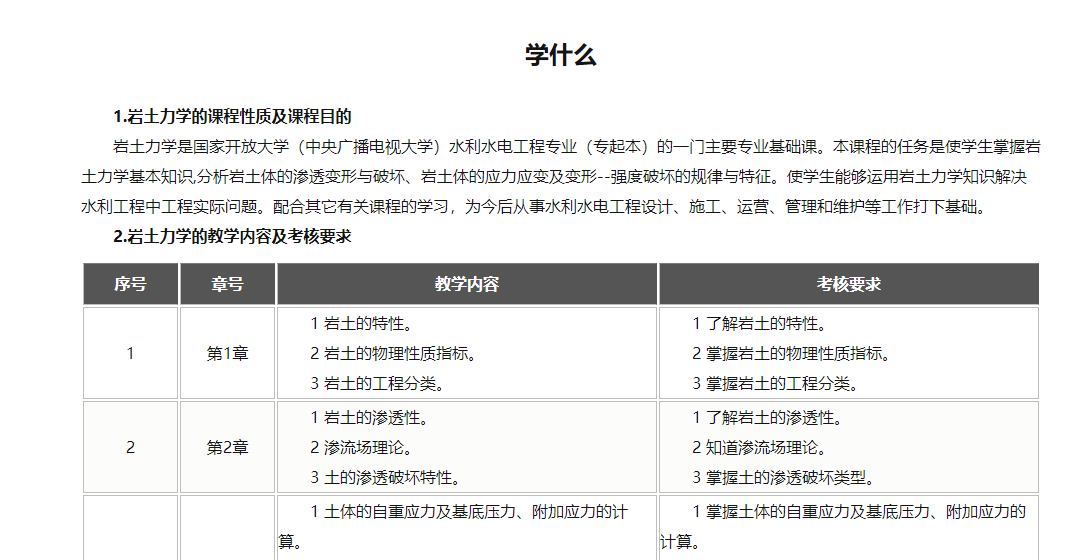 学什么
1.岩土力学的课程性质及课程目的
岩土力学是国家开放大学（中央广播电视大学）水利水电工程专业（专起本）的一门主要专业基础课。本课程的任务是使学生掌握岩
土力学基本知识,分析岩土体的渗透变形与破坏、岩土体的应力应变及变形--强度破坏的规律与特征。使学生能够运用岩土力学知识解决
水利工程中工程实际问题。配合其它有关课程的学习，为今后从事水利水电工程设计、施工、运营、管理和维护等工作打下基础。
2.岩土力学的教学内容及考核要求
序号 章号 教学内容 考核要求
1 岩土的特性。 1 了解岩土的特性。
1 第1章 2 岩土的物理性质指标。 2 掌握岩土的物理性质指标。
3 岩土的工程分类。 3 掌握岩土的工程分类。
1 岩土的渗透性。 1 了解岩土的渗透性。
2 第2章 2 渗流场理论。 2 知道渗流场理论。
3 土的渗透破坏特性。 3 掌握土的渗透破坏类型。
1 土体的自重应力及基底压力、附加应力的计 1 掌握土体的自重应力及基底压力、附加应力的
算。 计算。